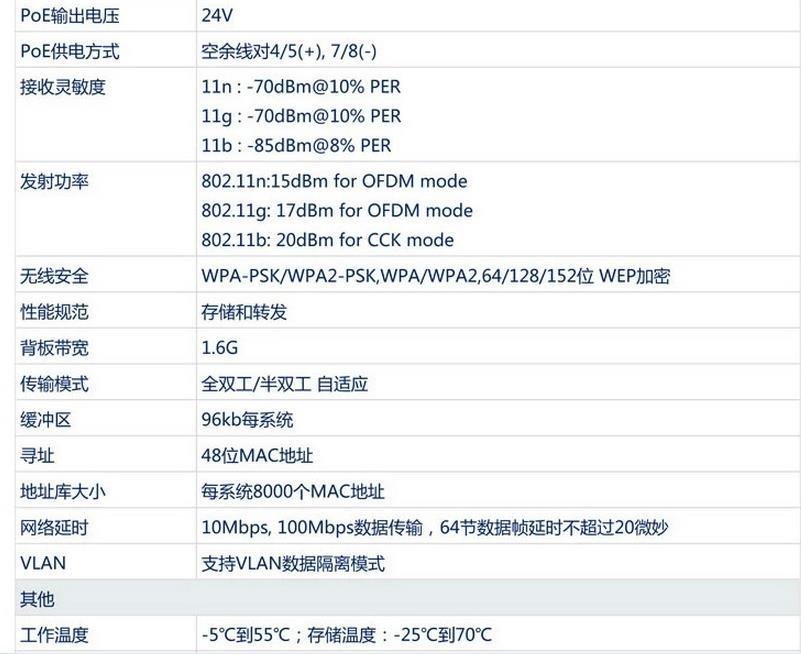 PoE输出电压 24V
PoE供电方式 空余线对4/5(+), 7/8(-)
接收灵敏度 11n : -70dBm@10% PER
11g : -70dBm@10% PER
11b : -85dBm@8% PER
发射功率 802.11n:15dBm for OFDM mode
802.11g: 17dBm for OFDM mode
802.11b: 20dBm for CCK mode
无线安全 WPA-PSK/WPA2-PSK,WPA/WPA2,64/128/152位 WEP加密
性能规范 存储和转发
背板带宽 1.6G
传输模式 全双工/半双工 自适应
缓冲区 96kb每系统
寻址 48位MAC地址
地址库大小 每系统8000个MAC地址
网络延时 10Mbps, 100Mbps数据传输，64节数据帧延时不超过20微妙
VLAN 支持VLAN数据隔离模式
其他
工作温度 -5℃到55℃；存储温度：-25℃到70℃